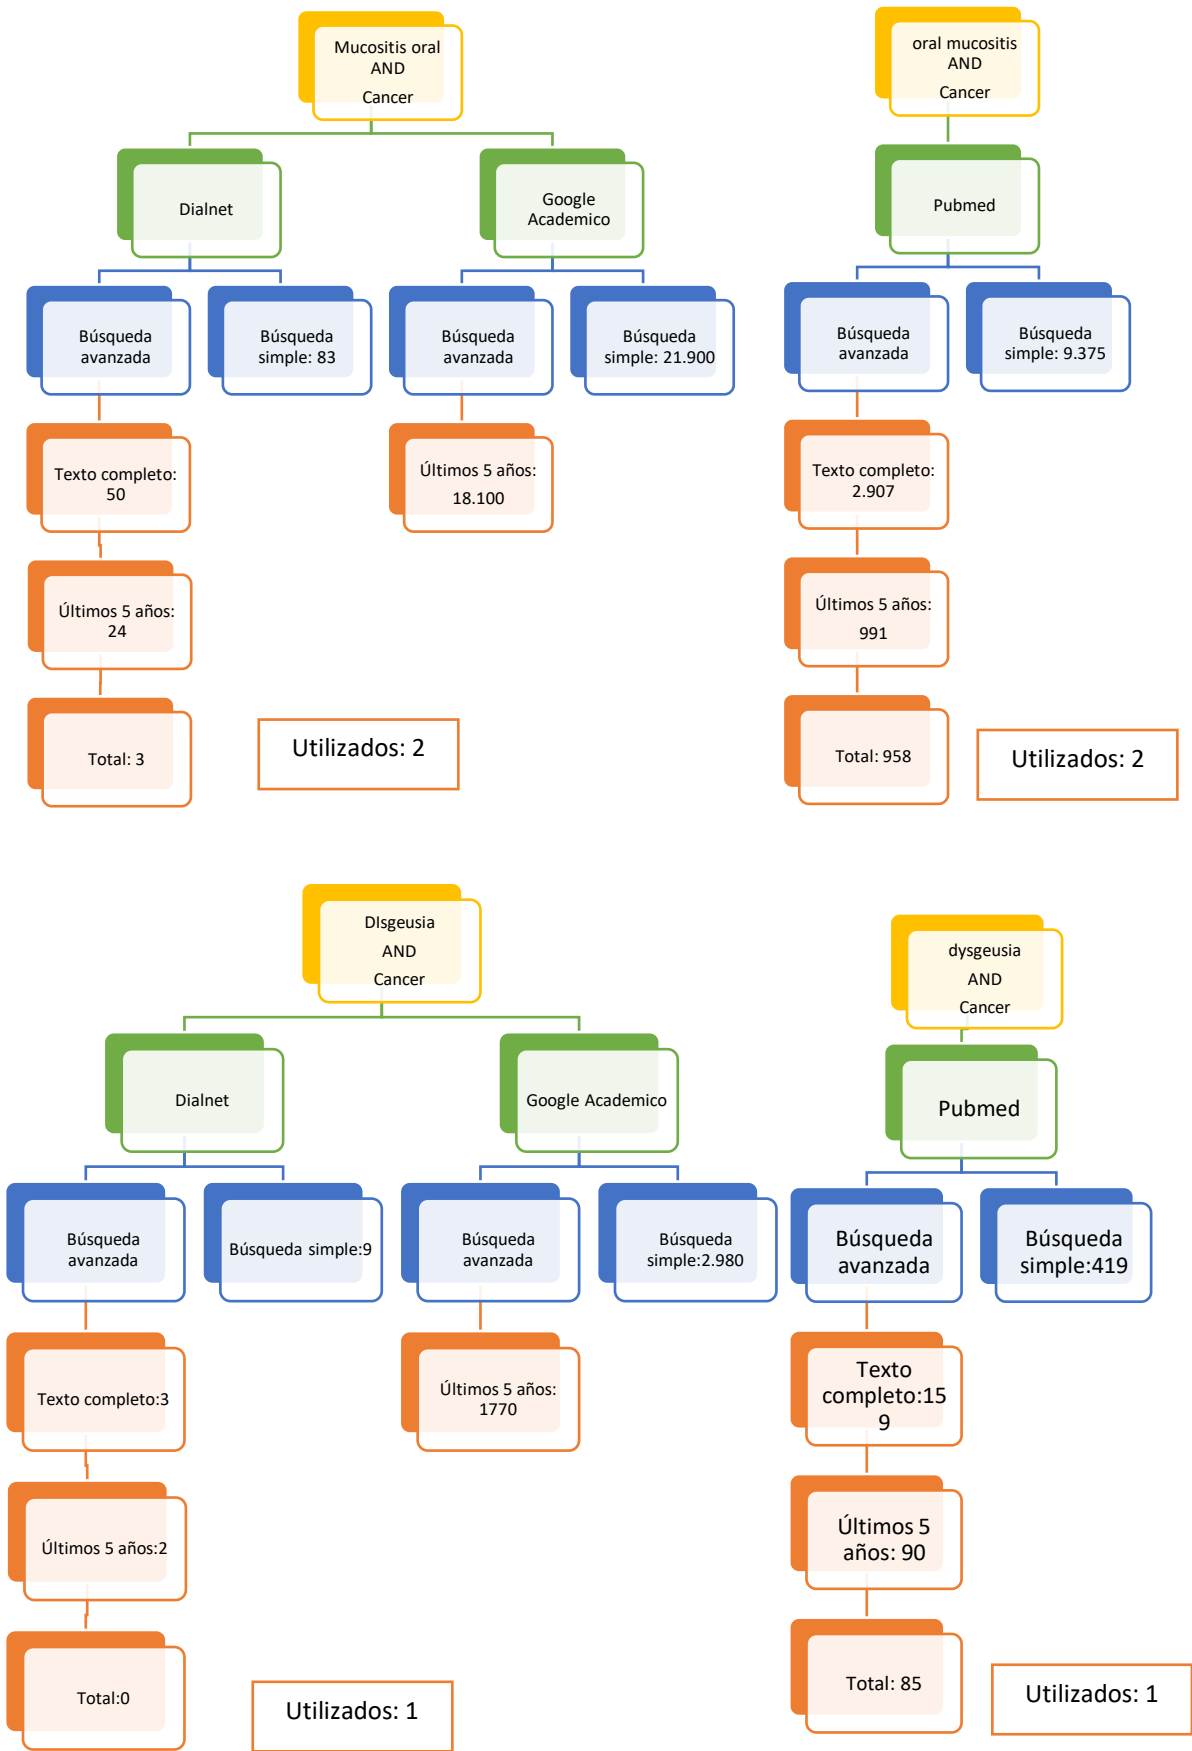 Mucositis oral
AND
Cancer
Dialnet
Google
Academico
Búsqueda
avanzada
Búsqueda
simple: 83
Búsqueda
avanzada
Búsqueda
simple: 21.900
Texto completo:
50
Últimos 5 años:
18.100
Últimos 5 años:
24
Total: 3
Utilizados: 2
oral mucositis
AND
Cancer
Pubmed
Búsqueda
avanzada
Búsqueda
simple: 9.375
Texto completo:
2.907
Últimos 5 años:
991
Total: 958
Utilizados: 2
DIsgeusia
AND
Cancer
Dialnet
Google Academico
Búsqueda
avanzada
Búsqueda simple:9
Búsqueda
avanzada
Búsqueda
simple:2.980
Texto completo:3
Últimos 5 años:
1770
Últimos 5 años:2
Total:0
Utilizados: 1
dysgeusia
AND
Cancer
Pubmed
Búsqueda
avanzada
Búsqueda
simple:419
Texto
completo:15
9
Últimos 5
años: 90
Total: 85
Utilizados: 1